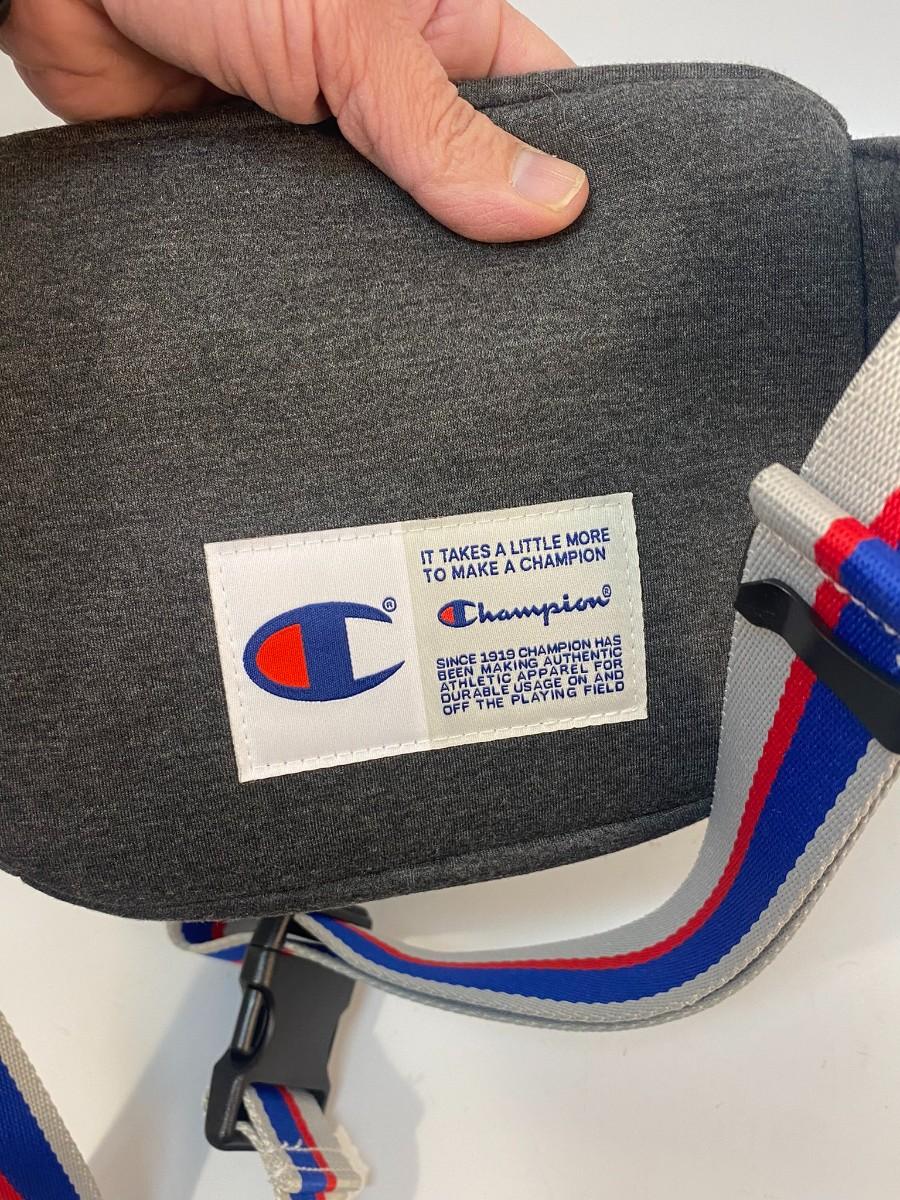 ®
IT TAKES A LITTLE MORE
TO MAKE A CHAMPION
Champion®
SINCE 1919 CHAMPION HAS
BEEN MAKING AUTHENTIC
ATHLETIC APPAREL FOR
DURABLE USAGE ON AND
OFF THE PLAYING FIELD